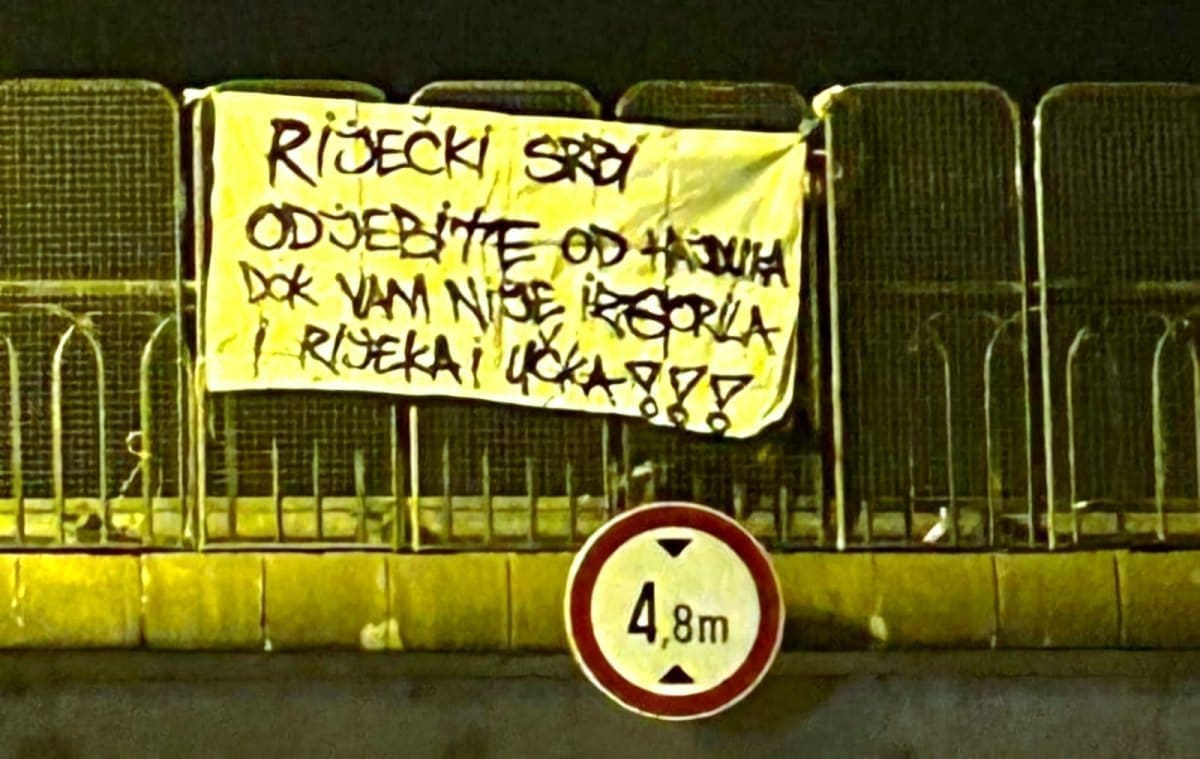 RIJEČKI SRBI
ODJEBITE OD HAJDUKA
DOK VAM NIJE IZGORILA
I RIJEKA I UČKA!!!
4,8m